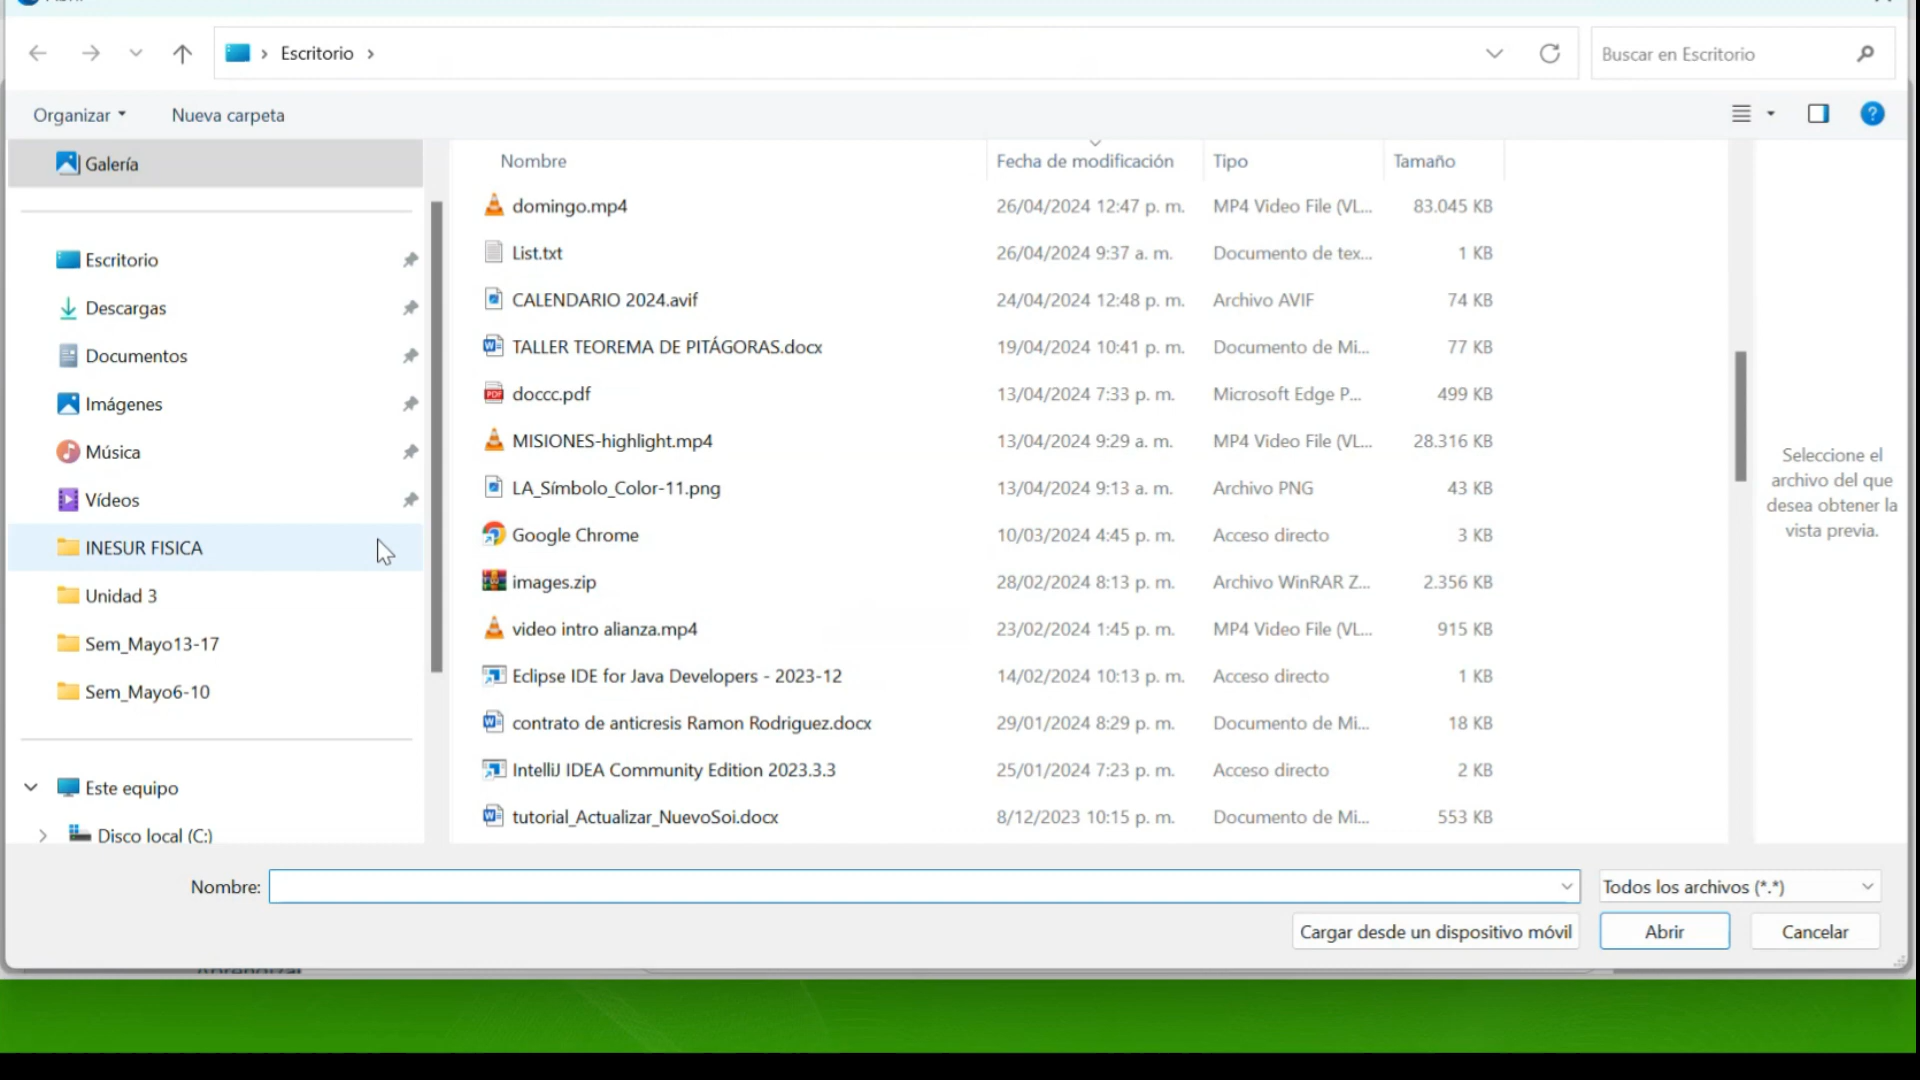 Escritorio
Buscar en Escritorio
Organizar
Nueva carpeta
?
Galería
Escritorio
Descargas
Documentos
Imágenes
Música
Vídeos
INESUR FISICA
Unidad 3
Sem_Mayo13-17
Sem_Mayo6-10
Este equipo
Disco local (C:)
Nombre Fecha de modificación Tipo Tamaño
domingo.mp4 26/04/2024 12:47 p. m. MP4 Video File (VL... 83.045 KB
List.txt 26/04/2024 9:37 a. m. Documento de tex... 1 KB
CALENDARIO 2024.avif 24/04/2024 12:48 p. m. Archivo AVIF 74 KB
TALLER TEOREMA DE PITÁGORAS.docx 19/04/2024 10:41 p. m. Documento de Mi... 77 KB
doccc.pdf 13/04/2024 7:33 p. m. Microsoft Edge P... 499 KB
MISIONES-highlight.mp4 13/04/2024 9:29 a. m. MP4 Video File (VL... 28.316 KB
LA_Símbolo_Color-11.png 13/04/2024 9:13 a. m. Archivo PNG 43 KB
Google Chrome 10/03/2024 4:45 p. m. Acceso directo 3 KB
images.zip 28/02/2024 8:13 p. m. Archivo WinRAR Z... 2.356 KB
video intro alianza.mp4 23/02/2024 1:45 p. m. MP4 Video File (VL... 915 KB
Eclipse IDE for Java Developers - 2023-12 14/02/2024 10:13 p. m. Acceso directo 1 KB
contrato de anticresis Ramon Rodriguez.docx 29/01/2024 8:29 p. m. Documento de Mi... 18 KB
IntelliJ IDEA Community Edition 2023.3.3 25/01/2024 7:23 p. m. Acceso directo 2 KB
tutorial_Actualizar_NuevoSoi.docx 8/12/2023 10:15 p. m. Documento de Mi... 553 KB
Seleccione el
archivo del que
desea obtener la
vista previa.
Nombre:
Todos los archivos (*.*)
Cargar desde un dispositivo móvil
Abrir
Cancelar